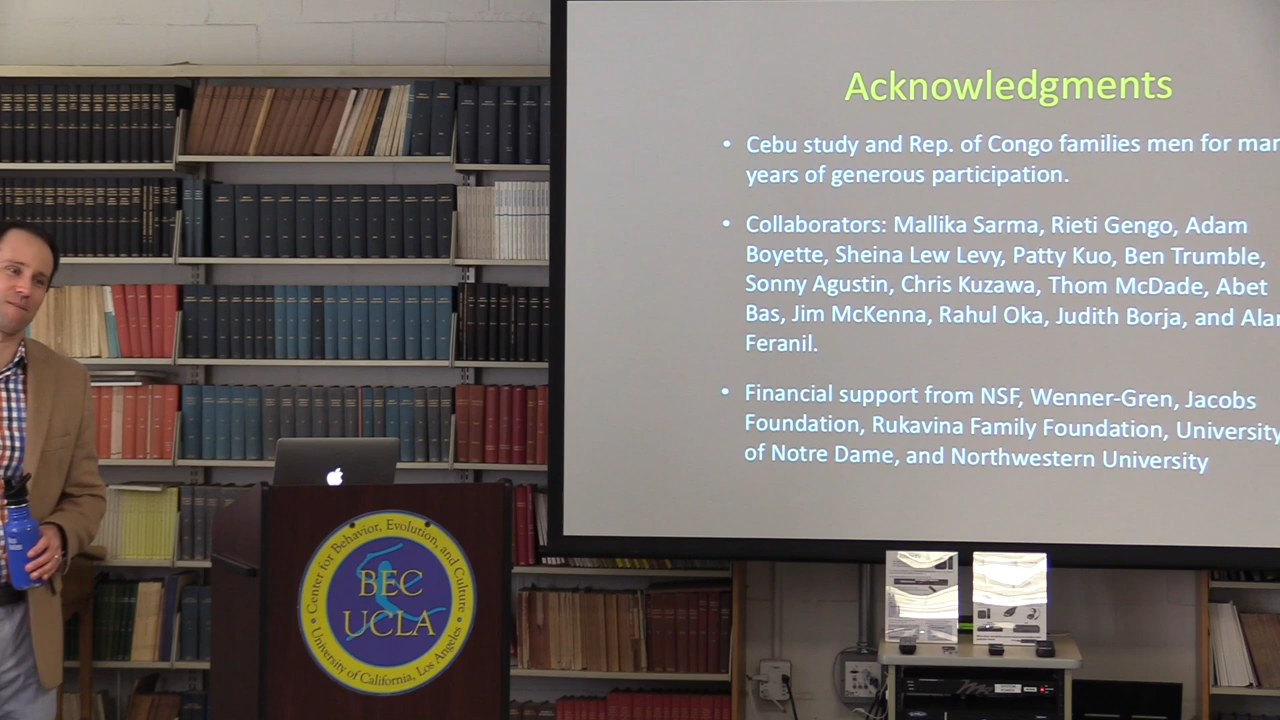 Acknowledgments
• Cebu study and Rep. of Congo families men for
years of generous participation.
• Collaborators: Mallika Sarma, Rieti Gengo, Adam
Boyette, Sheina Lew Levy, Patty Kuo, Ben Trumble,
Sonny Agustin, Chris Kuzawa, Thom McDade, Abet
Bas, Jim McKenna, Rahul Oka, Judith Borja, and
Feranil.
• Financial support from NSF, Wenner-Gren, Jacobs
Foundation, Rukavina Family Foundation, University
of Notre Dame, and Northwestern University
Center for Behavior, Evolution, and Culture
BEC
UCLA
University of California, Los Angeles